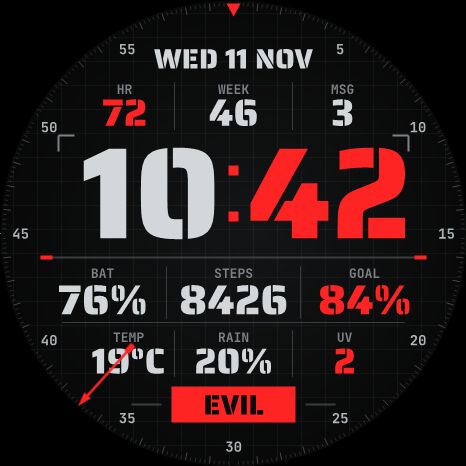 55 5
WED 11 NOV
HR WEEK MSG
72 46 3
50 10
10:42
45 15
BAT STEPS GOAL
76% 8426 84%
40 TEMP RAIN UV 20
19°C 20% 2
EVIL
35 25
30